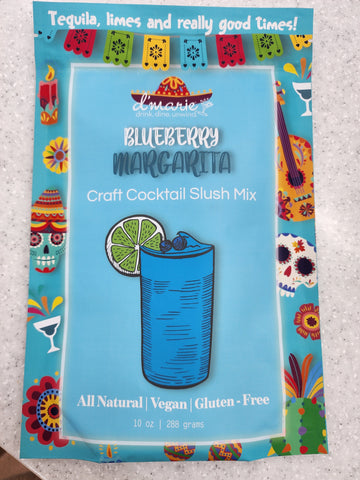 Tequila, limes and really good times!
d'marie
drink. dine. unwind.
BLUEBERRY
MARGARITA
Craft Cocktail Slush Mix
All Natural | Vegan | Gluten - Free
10 oz | 288 grams